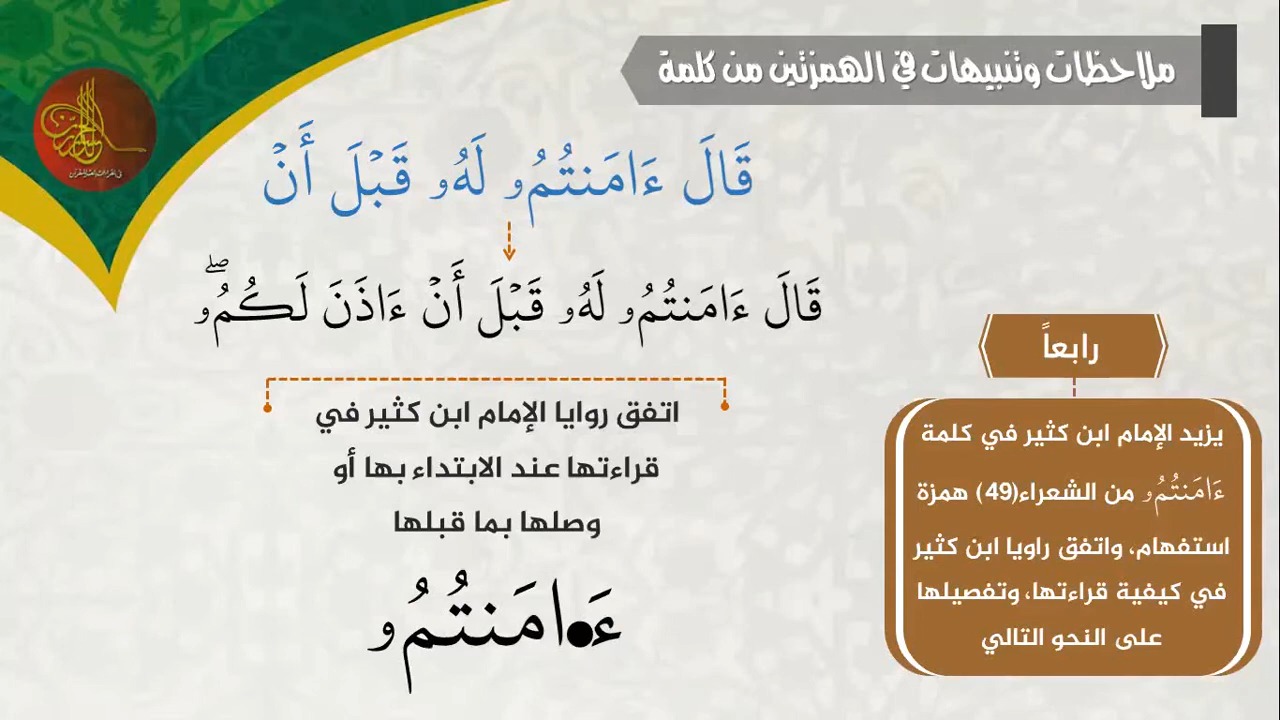 ملاحظات وتنبيهات في الهمزتين من كلمة
قَالَ ءَامَنتُمُۥ لَهُۥ قَبۡلَ أَنۡ
قَالَ ءَامَنتُمُۥ لَهُۥ قَبۡلَ أَنۡ ءَاذَنَ لَكُمُۥۖ
رابعاً
يزيد الإمام ابن كثير في كلمة
ءَامَنتُمُۥ من الشعراء(49) همزة
استفهام، واتفق راويا ابن كثير
في كيفية قراءتها، وتفصيلها
على النحو التالي
اتفق روايا الإمام ابن كثير في
قراءتها عند الابتداء بها أو
وصلها بما قبلها
ءَ●امَنتُمُۥ